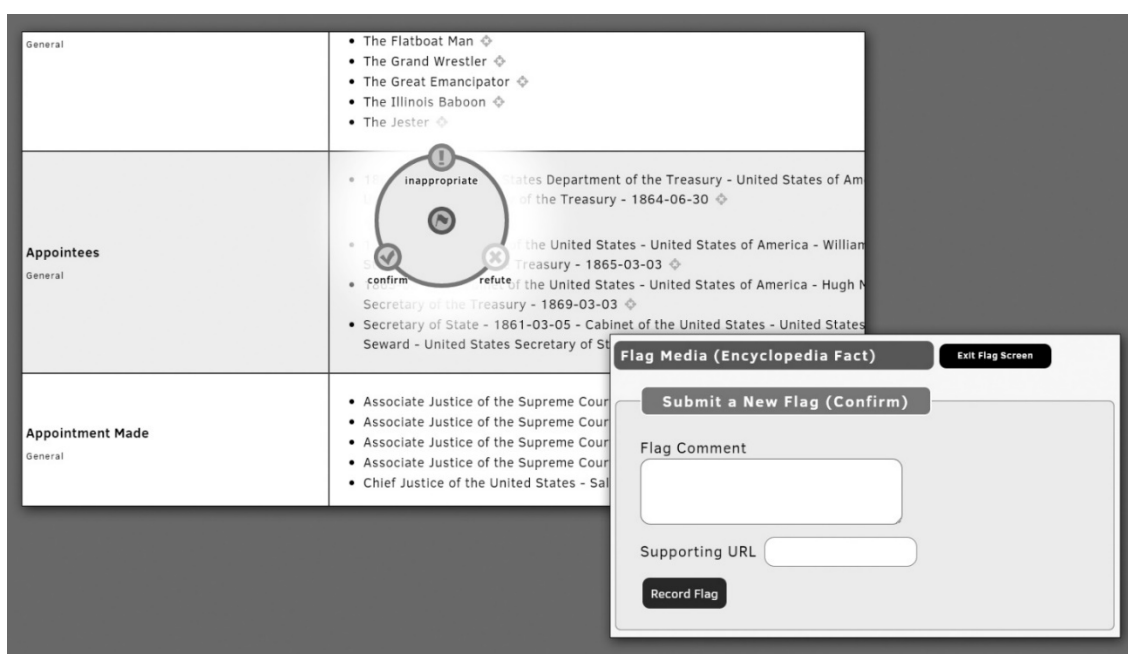 General
The Flatboat Man
The Grand Wrestler
The Great Emancipator
The Illinois Baboon
The Jester
inappropriate
confirm
refute
Appointees
General
States Department of the Treasury - United States of Am
of the Treasury - 1864-06-30
of the United States - United States of America - William
Treasury - 1865-03-03
of the United States - United States of America - Hugh M
Secretary of the Treasury - 1869-03-03
Secretary of State - 1861-03-05 - Cabinet of the United States - United States
Seward - United States Secretary of St
Appointment Made
General
Associate Justice of the Supreme Cour
Associate Justice of the Supreme Cour
Associate Justice of the Supreme Cour
Associate Justice of the Supreme Cour
Chief Justice of the United States - Sal
Flag Media (Encyclopedia Fact)
Exit Flag Screen
Submit a New Flag (Confirm)
Flag Comment
Supporting URL
Record Flag